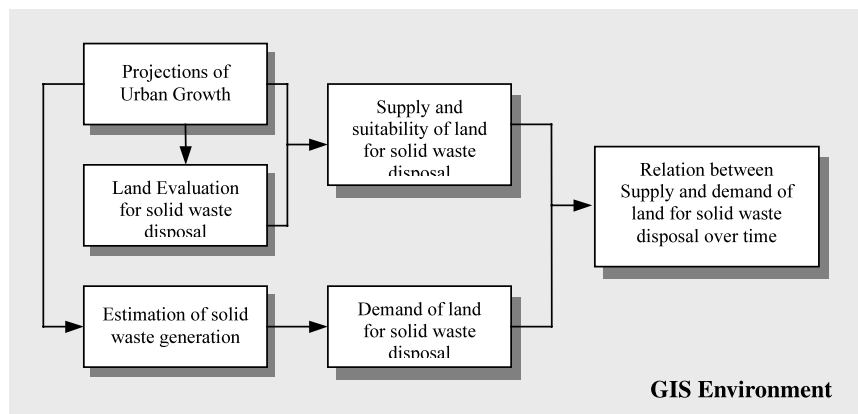 Projections of
Urban Growth
Land Evaluation
for solid waste
disposal
Estimation of solid
waste generation
Supply and
suitability of land
for solid waste
disposal
Demand of land
for solid waste
disposal
Relation between
Supply and demand of
land for solid waste
disposal over time
GIS Environment